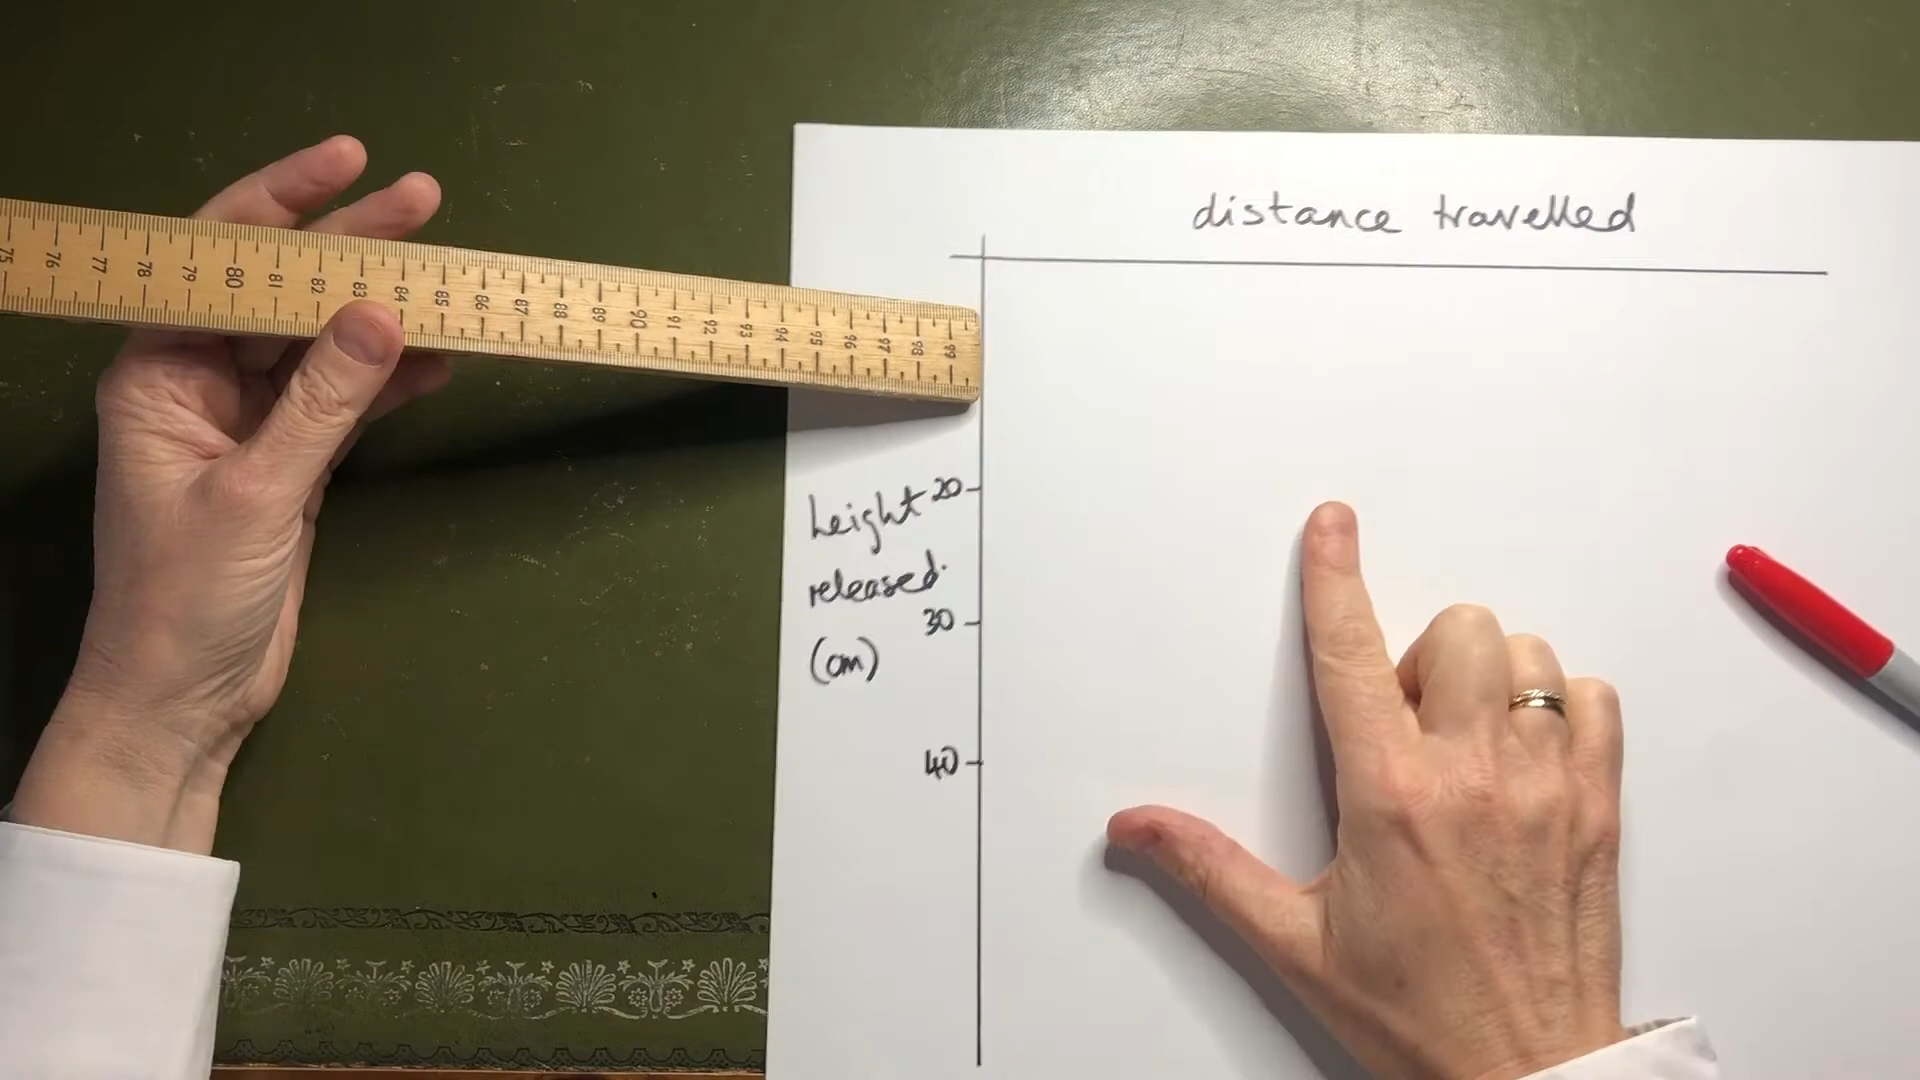 75 76 77 78 79 80 81 82 83 84 85 86 87 88 89 90 91 92 93 94 95 96 97 98 99
distance travelled
height
released
(cm)
20
30
40